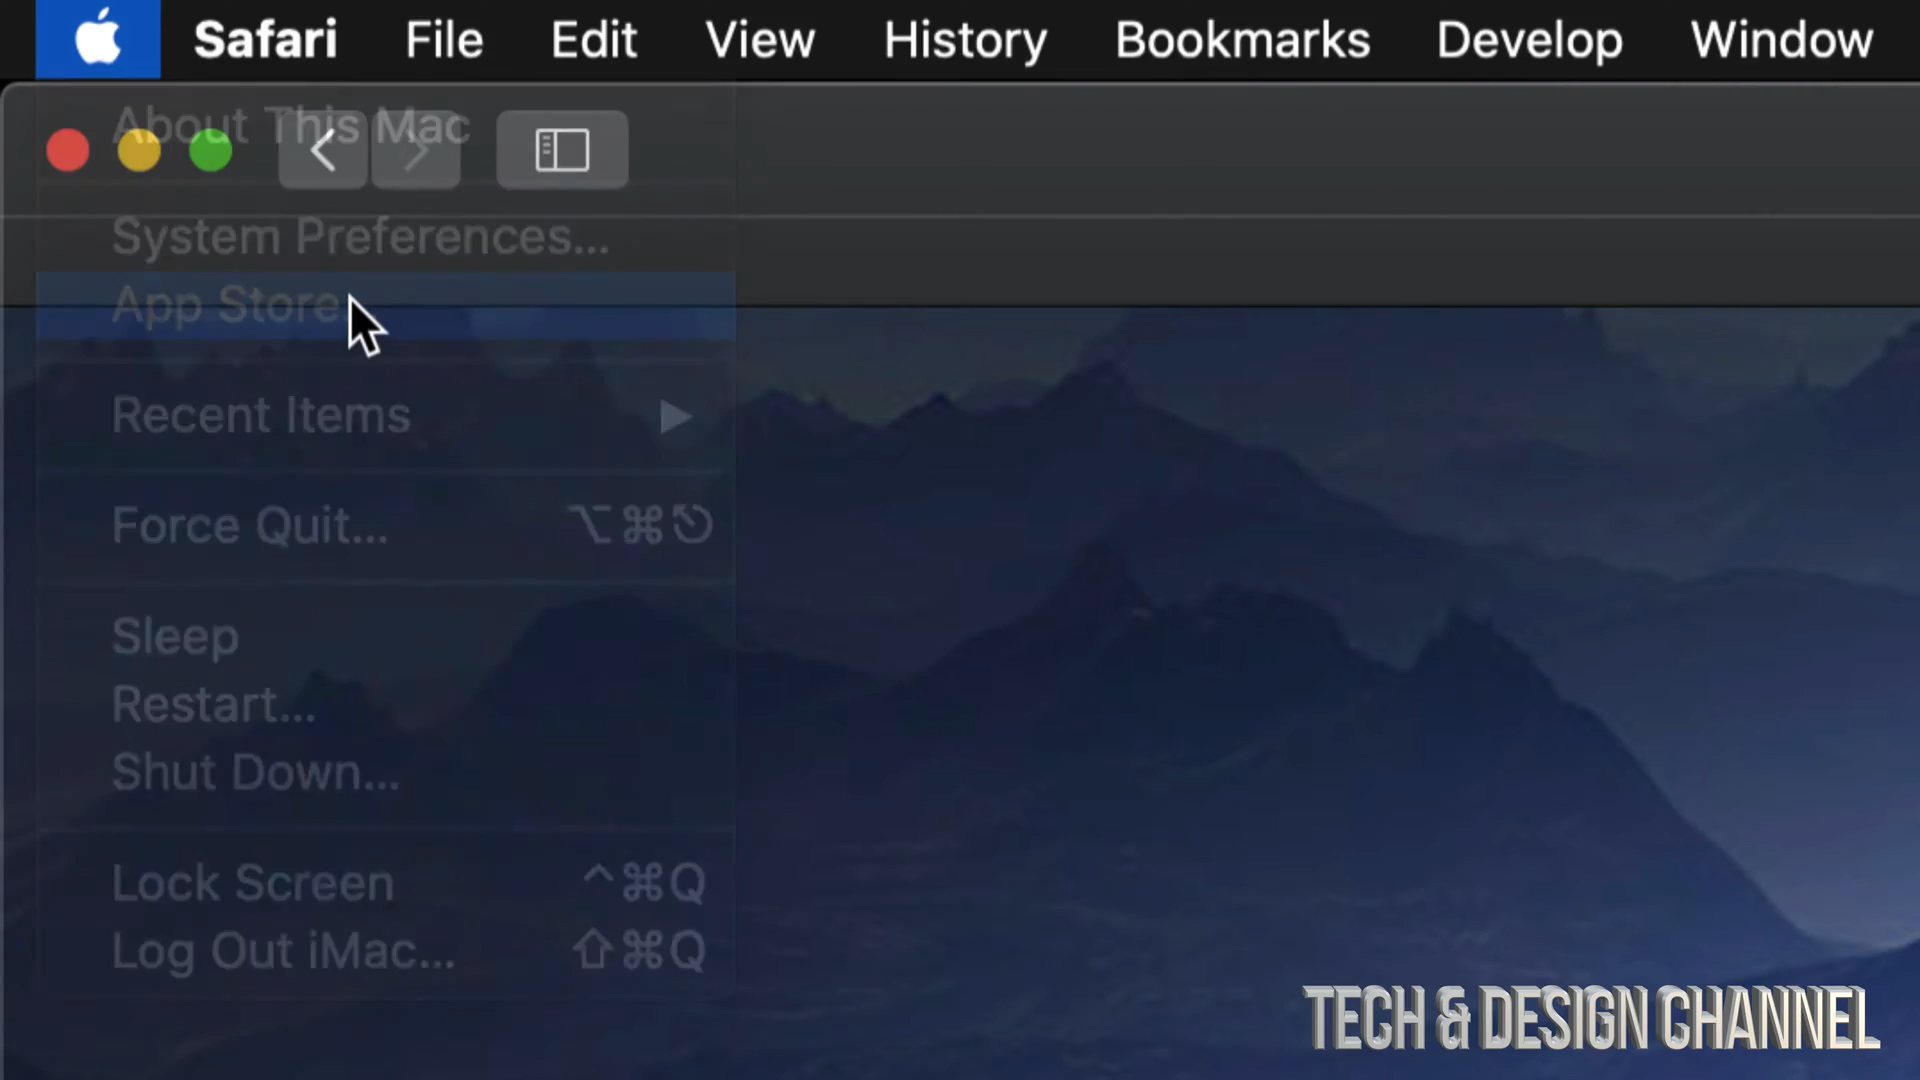 Safari File Edit View History Bookmarks Develop Window
About This Mac
System Preferences...
App Store
Recent Items ▶
Force Quit... ⌥⌘⎋
Sleep
Restart...
Shut Down...
Lock Screen ^⌘Q
Log Out iMac... ⇧⌘Q
TECH & DESIGN CHANNEL